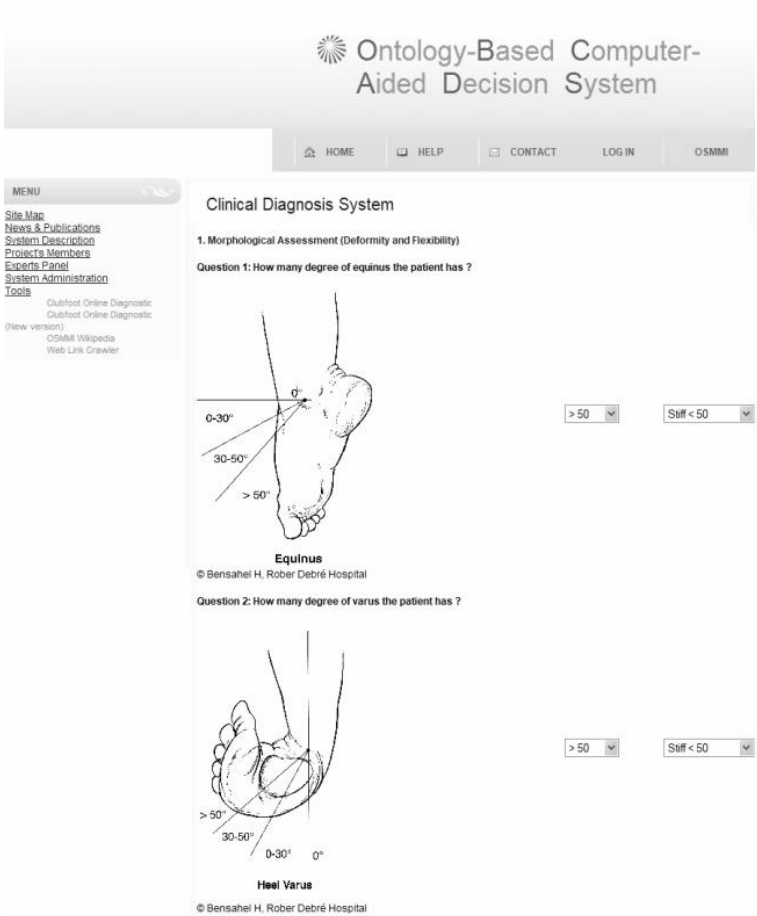 Ontology-Based Computer-
Aided Decision System
HOME
HELP
CONTACT
LOG IN
OSMMI
MENU
Site Map
News & Publications
System Description
Project's Members
Experts Panel
System Administration
Tools
Clubfoot Online Diagnostic
Clubfoot Online Diagnostic
(New version)
OSMMI Wikipedia
Web Link Crawler
Clinical Diagnosis System
1. Morphological Assessment (Deformity and Flexibility)
Question 1: How many degree of equinus the patient has ?
0°
0-30°
30-50°
> 50°
> 50
Stiff < 50
Equinus
© Bensahel H, Rober Debré Hospital
Question 2: How many degree of varus the patient has ?
> 50
Stiff < 50
> 50°
30-50°
0-30°
0°
Heel Varus
© Bensahel H, Rober Debré Hospital